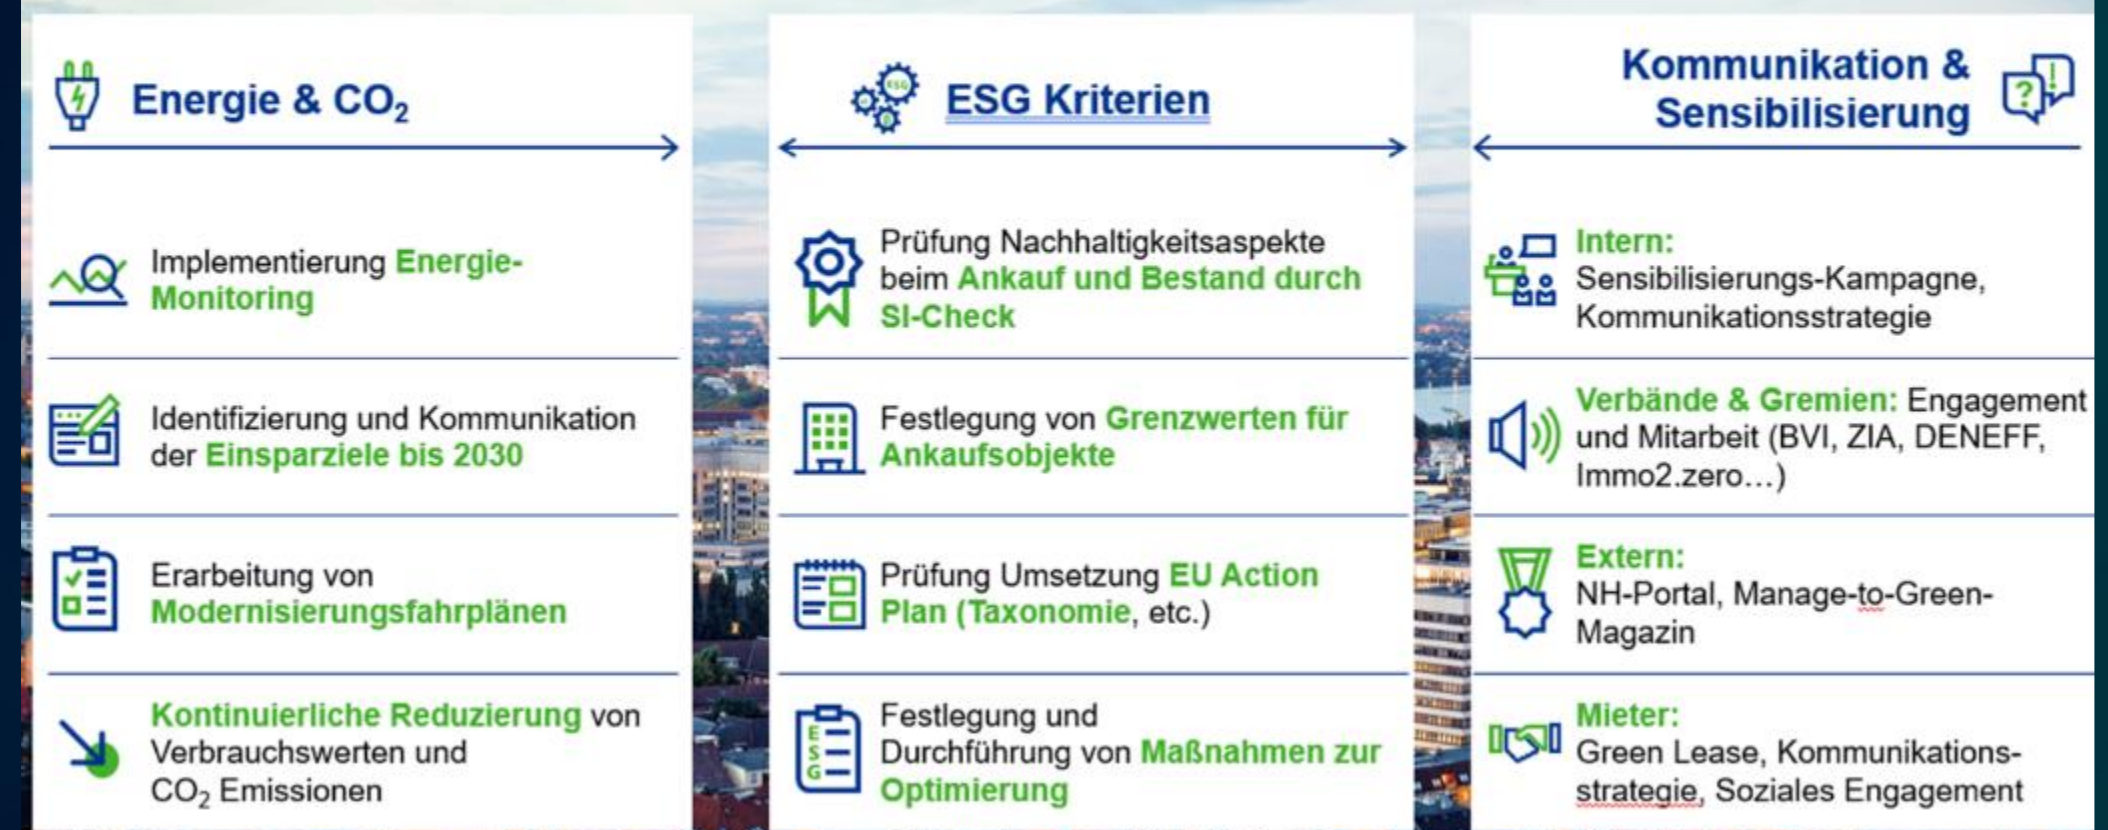 Energie & CO₂
Implementierung Energie-
Monitoring
Identifizierung und Kommunikation
der Einsparziele bis 2030
Erarbeitung von
Modernisierungsfahrplänen
Kontinuierliche Reduzierung von
Verbrauchswerten und
CO₂ Emissionen
ESG
ESG Kriterien
Prüfung Nachhaltigkeitsaspekte
beim Ankauf und Bestand durch
SI-Check
Festlegung von Grenzwerten für
Ankaufsobjekte
Prüfung Umsetzung EU Action
Plan (Taxonomie, etc.)
E
S
G
Festlegung und
Durchführung von Maßnahmen zur
Optimierung
Kommunikation &
Sensibilisierung
?!
Intern:
Sensibilisierungs-Kampagne,
Kommunikationsstrategie
Verbände & Gremien: Engagement
und Mitarbeit (BVI, ZIA, DENEFF,
Immo2.zero…)
Extern:
NH-Portal, Manage-to-Green-
Magazin
Mieter:
Green Lease, Kommunikations-
strategie, Soziales Engagement